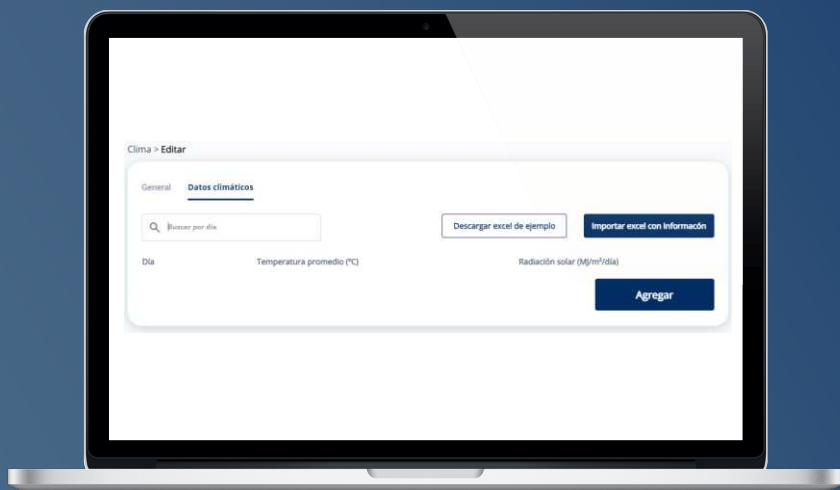 Clima > Editar
General Datos climáticos
Buscar por día
Descargar excel de ejemplo
Importar excel con Informacón
Día Temperatura promedio (°C) Radiación solar (MJ/m²/día)
Agregar